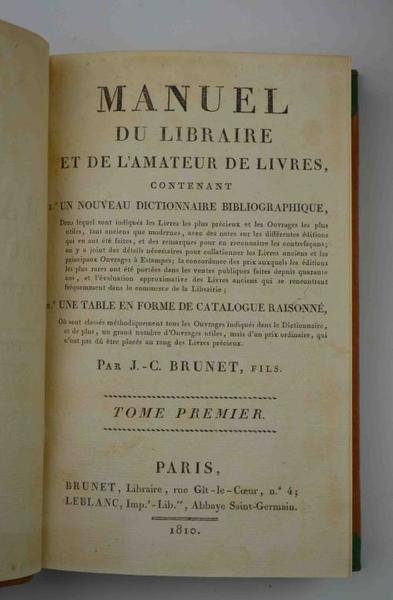 MANUEL
DU LIBRAIRE
ET DE L'AMATEUR DE LIVRES,
CONTENANT
1.° UN NOUVEAU DICTIONNAIRE BIBLIOGRAPHIQUE,
Dans lequel sont indiqués les Livres les plus précieux et les Ouvrages les plus
utiles, tant anciens que modernes, avec des notes sur les différentes éditions
qui en ont été faites, et des remarques pour en reconnaître les contrefaçons;
on y a joint des détails nécessaires pour collationner les Livres anciens et les
principaux Ouvrages à Estampes; la concordance des prix auxquels les éditions
les plus rares ont été portées dans les ventes publiques faites depuis quarante
ans, et l'évaluation approximative des Livres anciens qui se rencontrent
fréquemment dans le commerce de la Librairie;
2.° UNE TABLE EN FORME DE CATALOGUE RAISONNÉ,
Où sont classés méthodiquement tous les Ouvrages indiqués dans le Dictionnaire,
et de plus, un grand nombre d'Ouvrages utiles, mais d'un prix ordinaire, qui
n'ont pas dû être placés au rang des Livres précieux.
PAR J.-C. BRUNET, FILS.
TOME PREMIER.
PARIS,
BRUNET, Libraire, rue Gît-le-Cœur, n.° 4;
LEBLANC, Imp.r-Lib.re, Abbaye Saint-Germain.
1810.